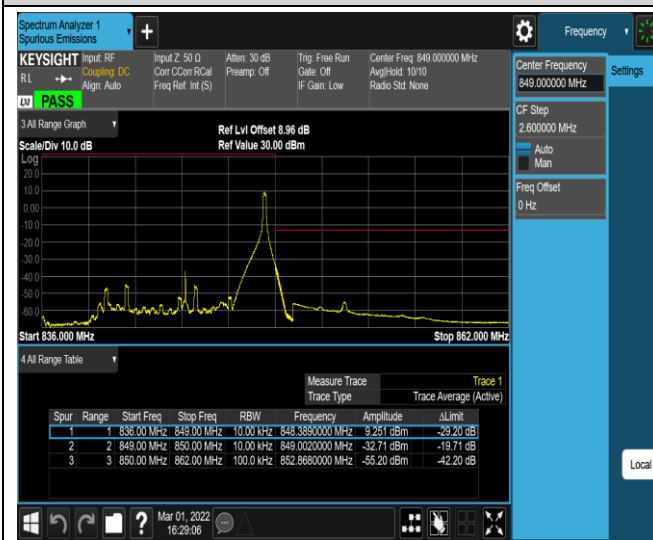 Spectrum Analyzer 1
Spurious Emissions
Frequency
KEYSIGHT
Input: RF
Input Z: 50 Ω
Atten: 30 dB
Trig: Free Run
Center Freq: 849.000000 MHz
RL
Coupling: DC
Corr CCorr RCal
Preamp: Off
Gate: Off
Avg|Hold: 10/10
Align: Auto
Freq Ref: Int (S)
IF Gain: Low
Radio Std: None
LXI
PASS
Center Frequency
849.000000 MHz
Settings
CF Step
2.600000 MHz
Auto
Man
Freq Offset
0 Hz
3 All Range Graph
Ref Lvl Offset 8.96 dB
Scale/Div 10.0 dB
Ref Value 30.00 dBm
Log
20.0
10.0
0.00
-10.0
-20.0
-30.0
-40.0
-50.0
-60.0
Start 836.000 MHz
Stop 862.000 MHz
4 All Range Table
Measure Trace Trace 1
Trace Type Trace Average (Active)
Spur Range Start Freq Stop Freq RBW Frequency Amplitude ΔLimit
1 1 836.00 MHz 849.00 MHz 10.00 kHz 848.3890000 MHz 9.251 dBm -29.20 dB
2 2 849.00 MHz 850.00 MHz 10.00 kHz 849.0020000 MHz -32.71 dBm -19.71 dB
3 3 850.00 MHz 862.00 MHz 100.0 kHz 852.8680000 MHz -55.20 dBm -42.20 dB
Local
?
Mar 01, 2022
16:29:06